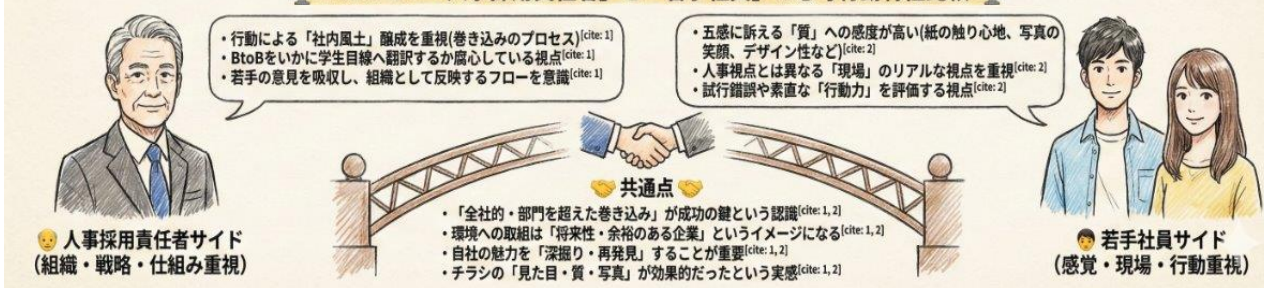 ・行動による「社内風土」醸成を重視(巻き込みのプロセス)[cite: 1]
・BtoBをいかに学生目線へ翻訳するか腐心している視点[cite: 1]
・若手の意見を吸収し、組織として反映するフローを意識[cite: 1]
・五感に訴える「質」への感度が高い(紙の触り心地、写真の
笑顔、デザイン性など)[cite: 2]
・人事視点とは異なる「現場」のリアルな視点を重視[cite: 2]
・試行錯誤や素直な「行動力」を評価する視点[cite: 2]
共通点
・「全社的・部門を超えた巻き込み」が成功の鍵という認識[cite: 1, 2]
・環境への取組は「将来性・余裕のある企業」というイメージになる[cite: 1, 2]
・自社の魅力を「深掘り・再発見」することが重要[cite: 1, 2]
・チラシの「見た目・質・写真」が効果的だったという実感[cite: 1, 2]
人事採用責任者サイド
(組織・戦略・仕組み重視)
若手社員サイド
(感覚・現場・行動重視)